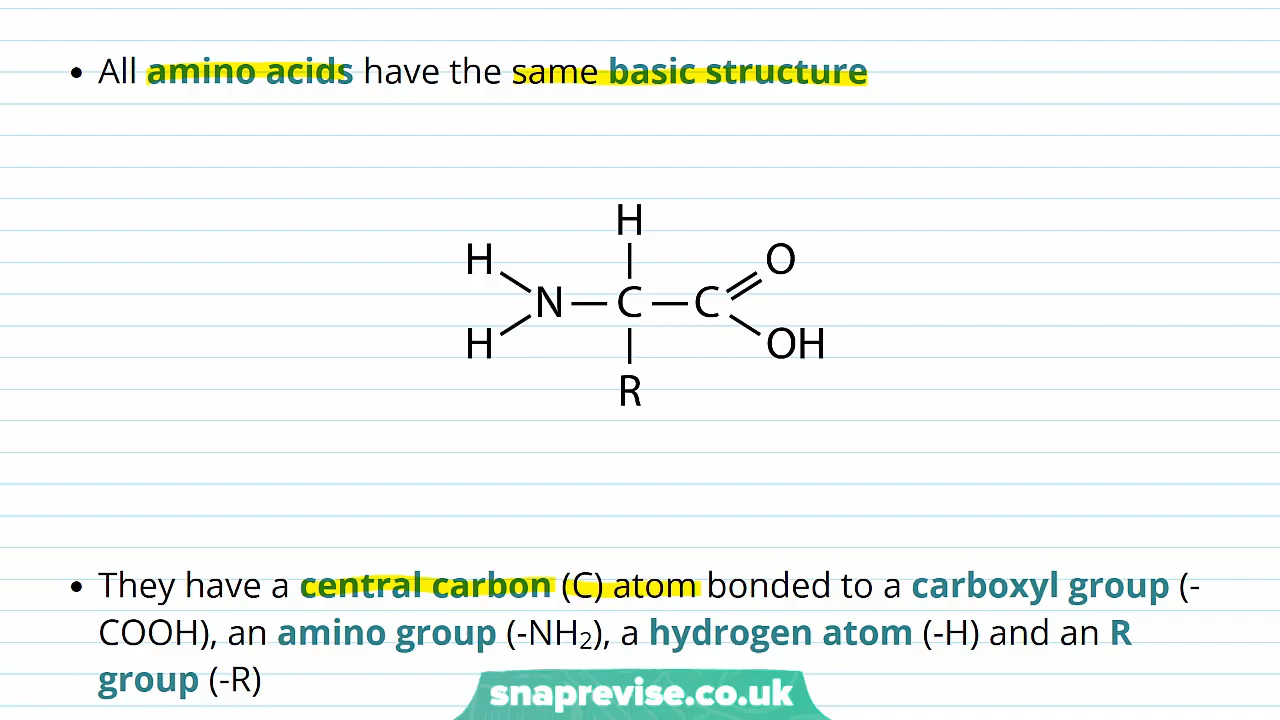 • All amino acids have the same basic structure
H
H
O
N — C — C
H
OH
R
• They have a central carbon (C) atom bonded to a carboxyl group (-
COOH), an amino group (-NH₂), a hydrogen atom (-H) and an R
group (-R)
snaprevise.co.uk